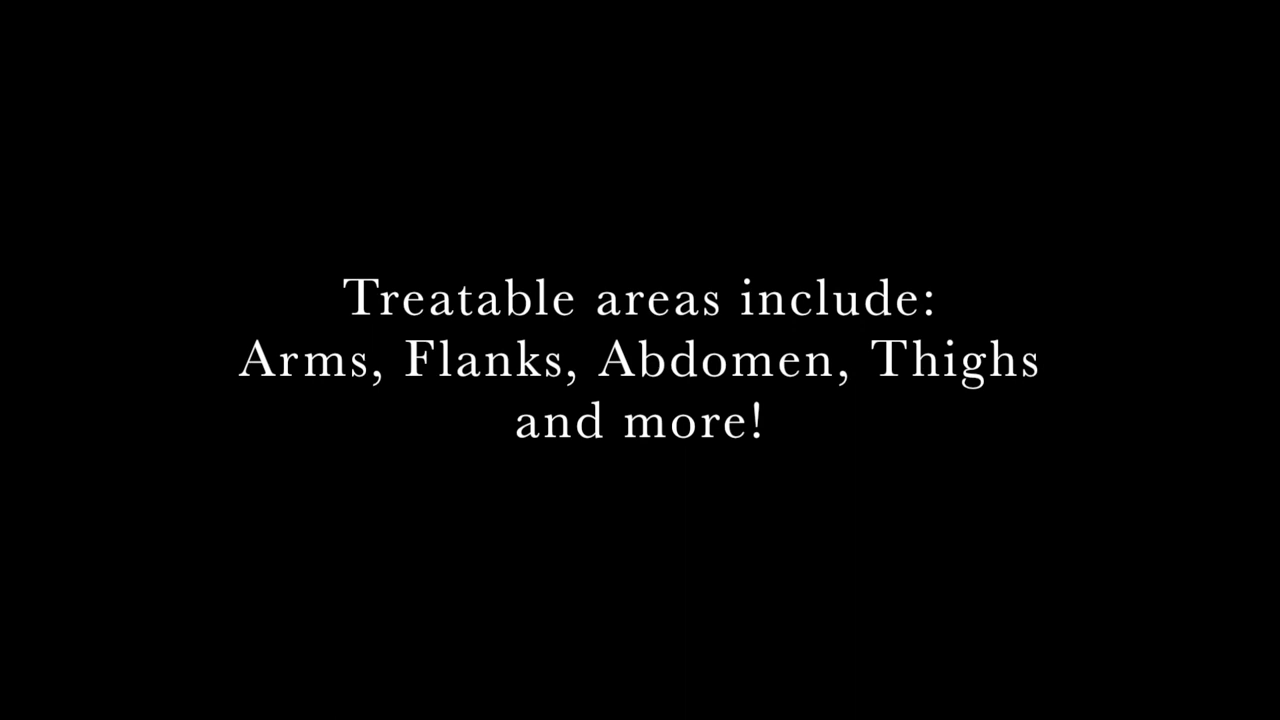 Treatable areas include:
Arms, Flanks, Abdomen, Thighs
and more!